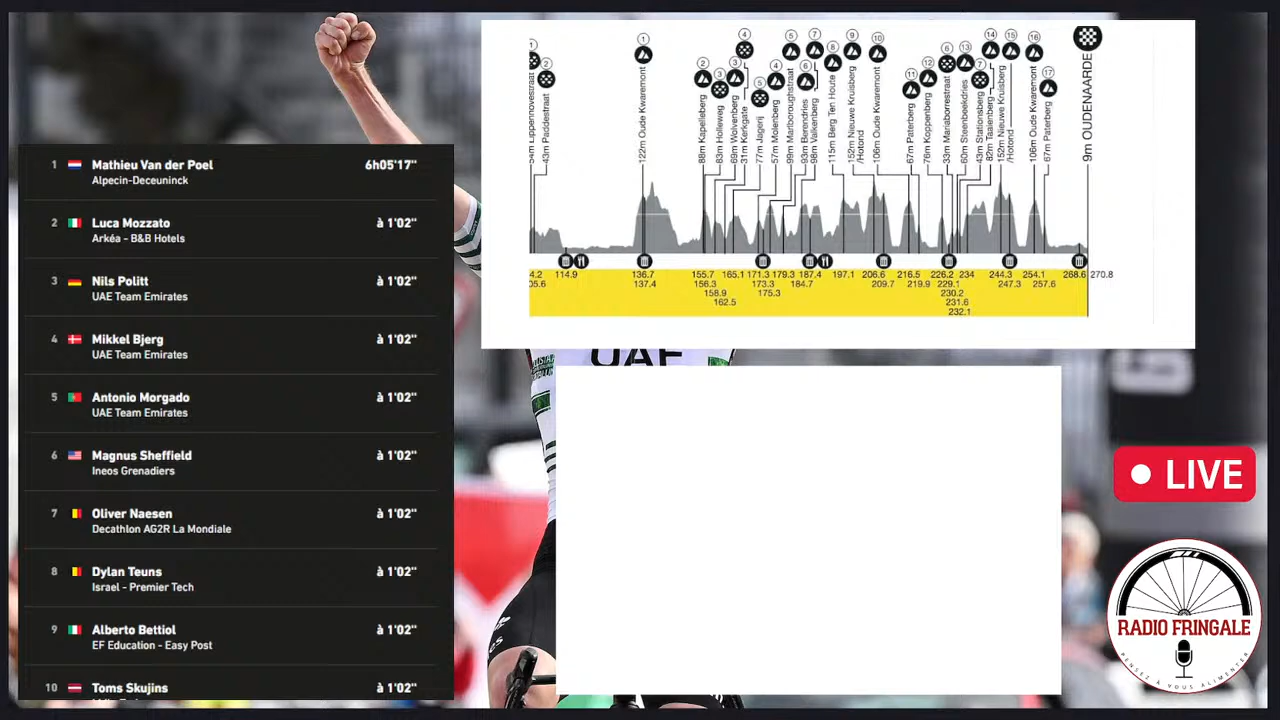 1 Mathieu Van der Poel 6h05'17"
Alpecin-Deceuninck
2 Luca Mozzato à 1'02"
Arkéa - B&B Hotels
3 Nils Politt à 1'02"
UAE Team Emirates
4 Mikkel Bjerg à 1'02"
UAE Team Emirates
5 Antonio Morgado à 1'02"
UAE Team Emirates
6 Magnus Sheffield à 1'02"
Ineos Grenadiers
7 Oliver Naesen à 1'02"
Decathlon AG2R La Mondiale
8 Dylan Teuns à 1'02"
Israel - Premier Tech
9 Alberto Bettiol à 1'02"
EF Education - Easy Post
10 Toms Skujins à 1'02"
43m Paddestraat
122m Oude Kwaremont
88m Kapelleberg
83m Holleweg
69m Wolvenberg
31m Kerkgate
77m Jagerij
57m Molenberg
99m Marlboroughstraat
93m Berendries
98m Valkenberg
115m Berg Ten Houte
152m Nieuwe Kruisberg
/Hotond
106m Oude Kwaremont
67m Paterberg
76m Koppenberg
33m Mariaborrestraat
60m Steenbeekdries
43m Stationsberg
82m Taaienberg
152m Nieuwe Kruisberg
/Hotond
106m Oude Kwaremont
67m Paterberg
9m OUDENAARDE
114.9 136.7 155.7 165.1 171.3 179.3 187.4 197.1 206.6 216.5 226.2 234 244.3 254.1 268.6 270.8
137.4 156.3 173.3 184.7 209.7 219.9 229.1 247.3 257.6
158.9 175.3 230.2
162.5 231.6
232.1
UAE
LIVE
RADIO FRINGALE
PENSEZ À VOUS ALIMENTER